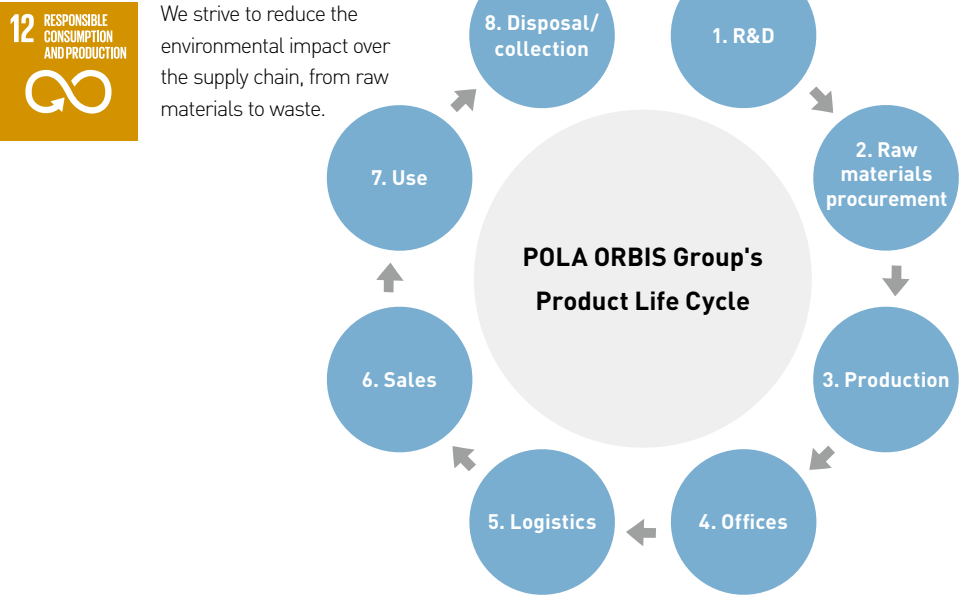 12 RESPONSIBLE
CONSUMPTION
AND PRODUCTION
We strive to reduce the
environmental impact over
the supply chain, from raw
materials to waste.
8. Disposal/
collection
1. R&D
2. Raw
materials
procurement
7. Use
POLA ORBIS Group's
Product Life Cycle
6. Sales
3. Production
5. Logistics
4. Offices